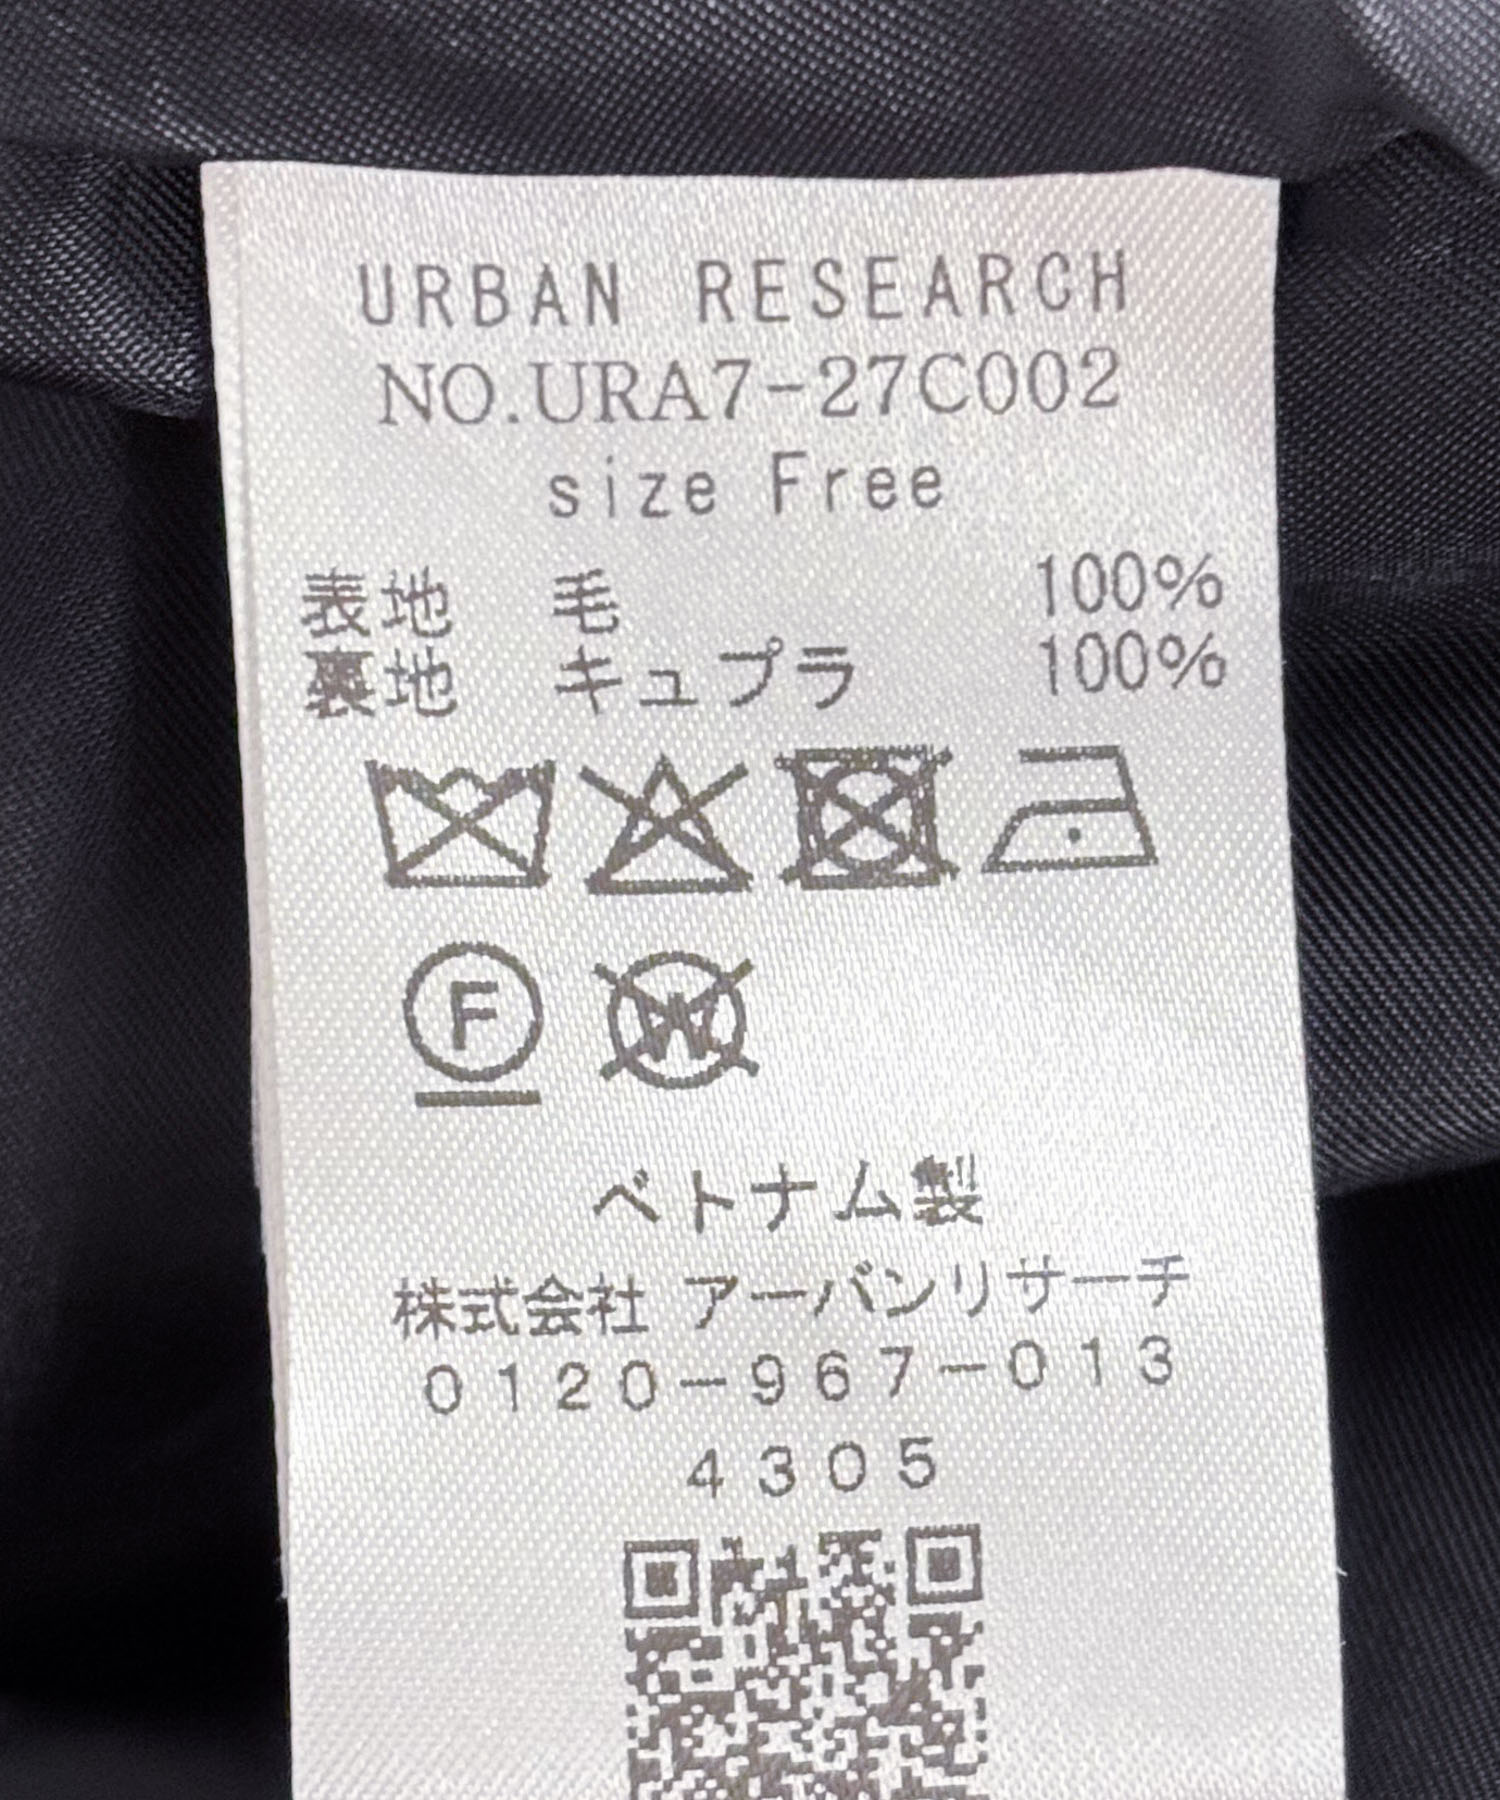 URBAN RESEARCH
NO.URA7-27C002
size Free
表地 毛 100%
裏地 キュプラ 100%
F W
ベトナム製
株式会社 アーバンリサーチ
0120-967-013
4305